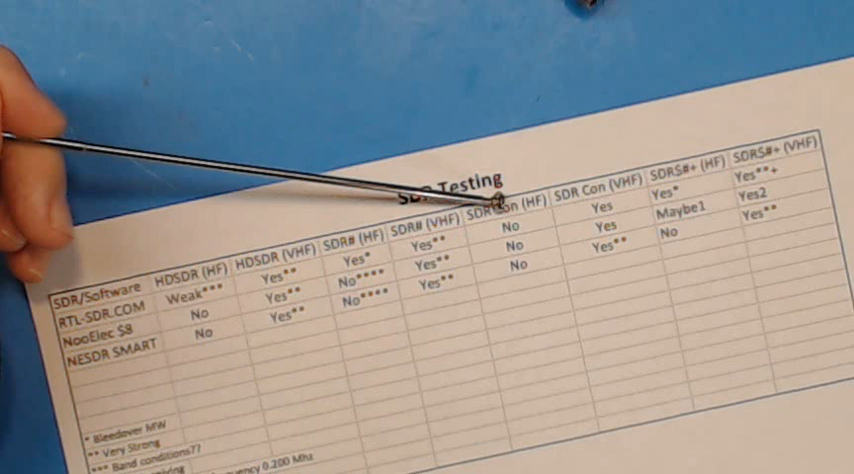 SDR Testing
SDR/Software HDSDR (HF) HDSDR (VHF) SDR# (HF) SDR# (VHF) SDR Con (HF) SDR Con (VHF) SDRS#+ (HF) SDRS#+ (VHF)
RTL-SDR.COM Weak*** Yes** Yes* Yes** No Yes Yes* Yes**+
NooElec $8 No Yes** No**** Yes** No Yes Maybe1 Yes2
NESDR SMART No Yes** No**** Yes** No Yes** No Yes**
* Bleedover MW
** Very Strong
*** Band conditions??
0.200 Mhz